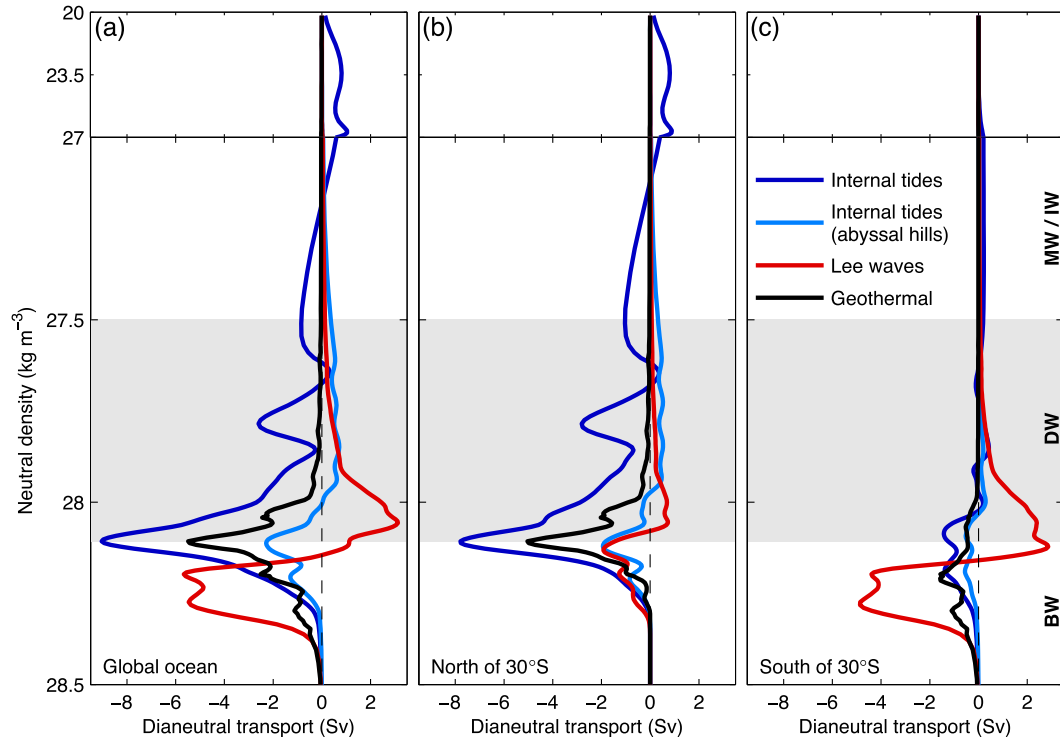 (a)
(b)
(c)
20
23.5
27
27.5
28
28.5
Neutral density (kg m⁻³)
Internal tides
Internal tides
(abyssal hills)
Lee waves
Geothermal
MW / IW
DW
BW
Global ocean
North of 30°S
South of 30°S
−8 −6 −4 −2 0 2
−8 −6 −4 −2 0 2
−8 −6 −4 −2 0 2
Dianeutral transport (Sv)
Dianeutral transport (Sv)
Dianeutral transport (Sv)